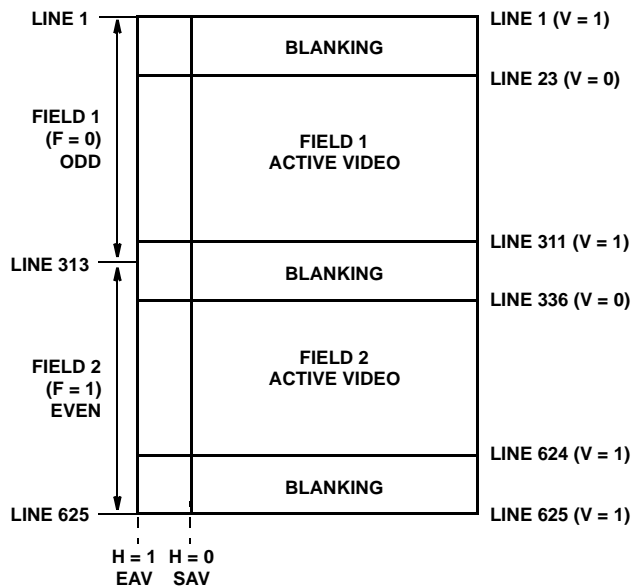 LINE 1
LINE 1 (V = 1)
BLANKING
LINE 23 (V = 0)
FIELD 1
(F = 0)
ODD
FIELD 1
ACTIVE VIDEO
LINE 311 (V = 1)
LINE 313
BLANKING
LINE 336 (V = 0)
FIELD 2
(F = 1)
EVEN
FIELD 2
ACTIVE VIDEO
LINE 624 (V = 1)
BLANKING
LINE 625
LINE 625 (V = 1)
H = 1
EAV
H = 0
SAV